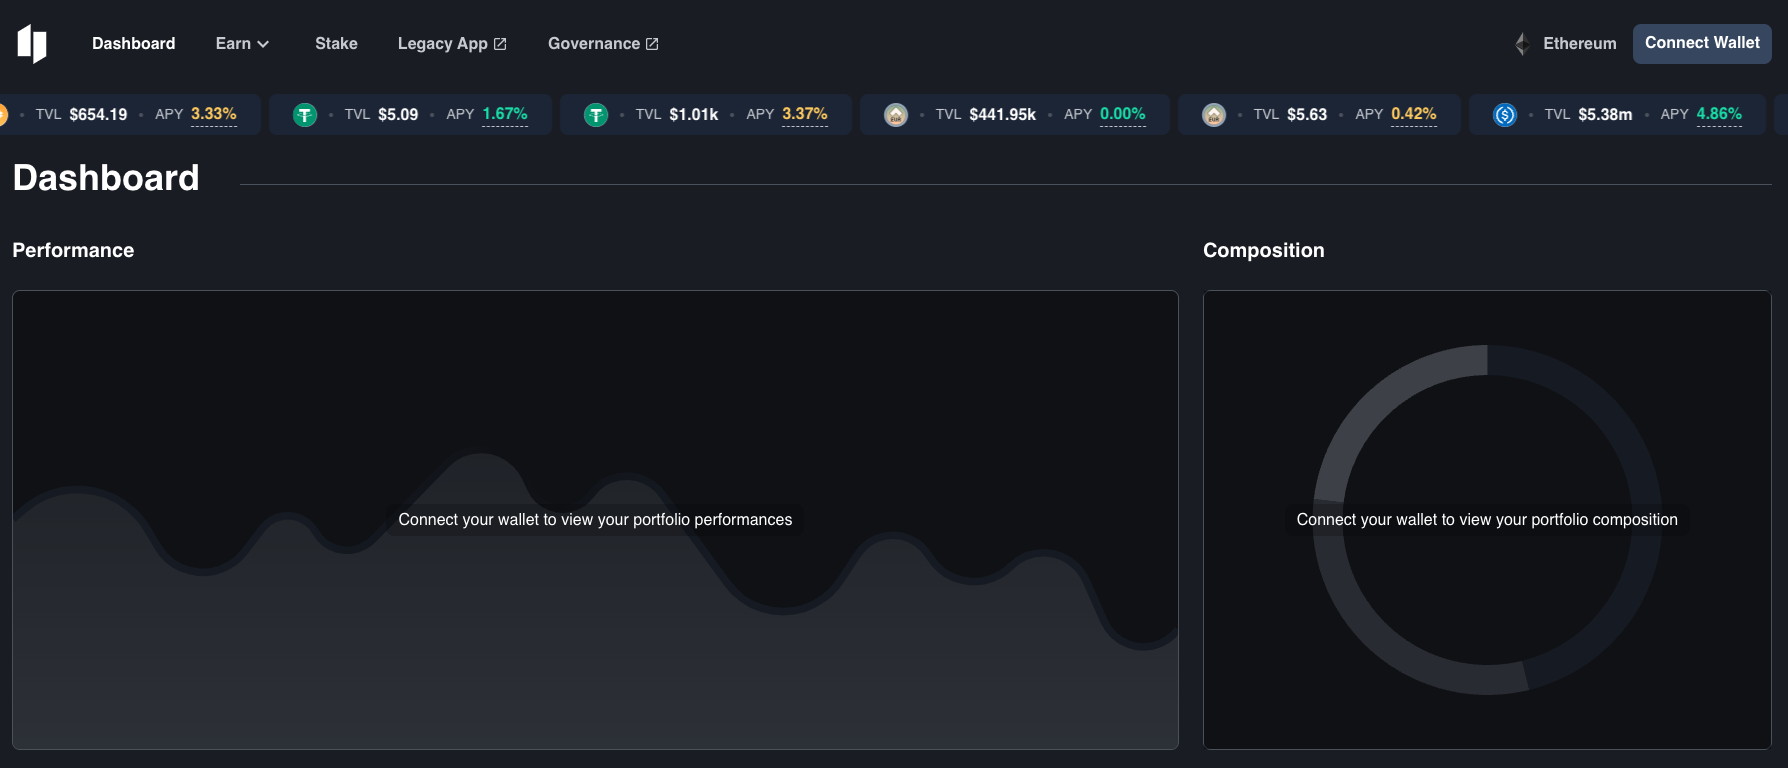 Dashboard Earn Stake Legacy App Governance Ethereum Connect Wallet
TVL $654.19 APY 3.33% TVL $5.09 APY 1.67% TVL $1.01k APY 3.37% TVL $441.95k APY 0.00% TVL $5.63 APY 0.42% TVL $5.38m APY 4.86%
Dashboard
Performance
Composition
Connect your wallet to view your portfolio performances
Connect your wallet to view your portfolio composition